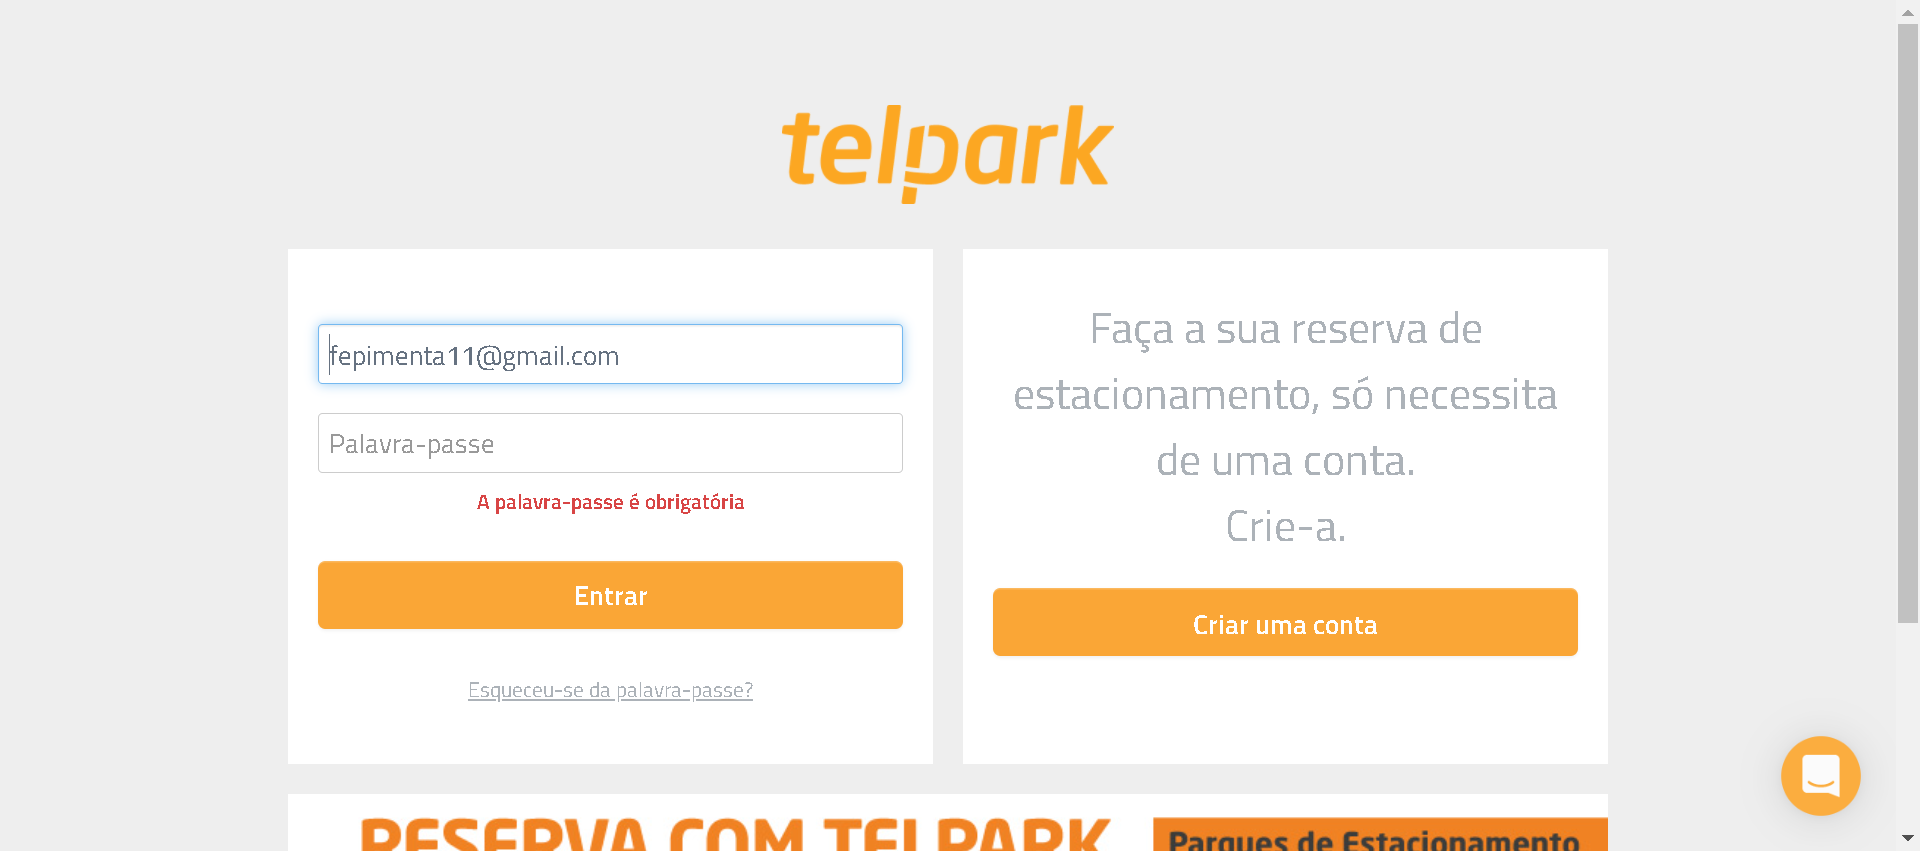 telpark
fepimenta11@gmail.com
Palavra-passe
A palavra-passe é obrigatória
Entrar
Esqueceu-se da palavra-passe?
Faça a sua reserva de
estacionamento, só necessita
de uma conta.
Crie-a.
Criar uma conta
RESERVA COM TELPARK
Parques de Estacionamento